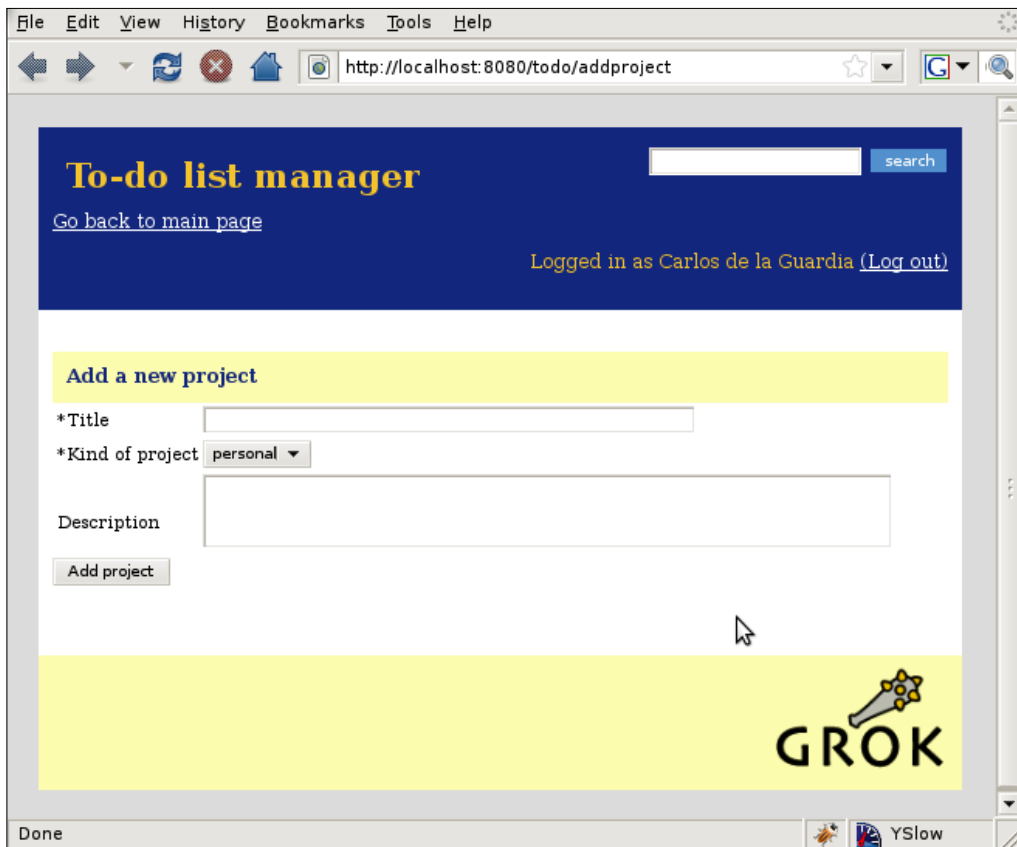 File Edit View History Bookmarks Tools Help
http://localhost:8080/todo/addproject
G
To-do list manager
search
Go back to main page
Logged in as Carlos de la Guardia (Log out)
Add a new project
*Title
*Kind of project personal
Description
Add project
GROK
Done
YSlow